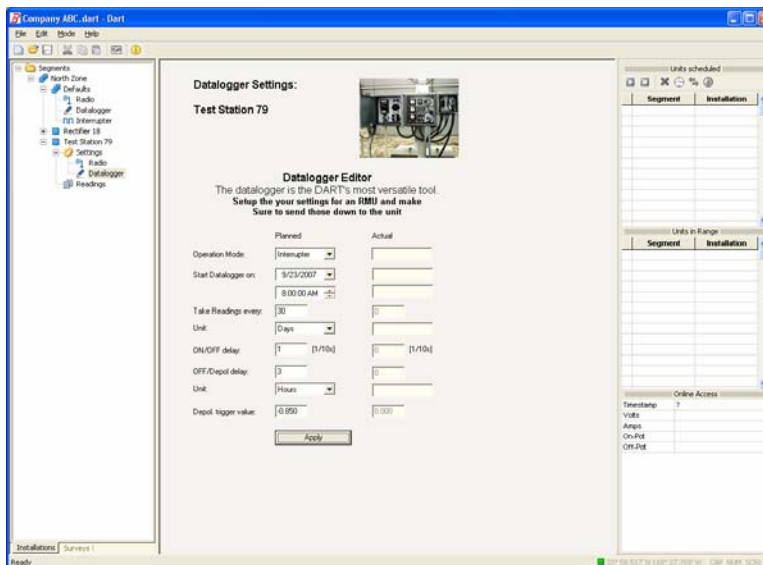 Company ABC.dart - Dart
File Edit Mode Help
Segments
North Zone
Defaults
Radio
Datalogger
Interrupter
Rectifier 18
Test Station 79
Settings
Radio
Datalogger
Readings
Installations Surveys
Ready
Datalogger Settings:
Test Station 79
Datalogger Editor
The datalogger is the DART's most versatile tool.
Setup the your settings for an RMU and make
Sure to send those down to the unit
Planned Actual
Operation Mode: Interrupter
Start Datalogger on: 9/23/2007
8:00:00 AM
Take Readings every: 30 0
Unit: Days
ON/OFF delay: 1 [1/10s] 0 [1/10s]
OFF/Depol delay: 3 0
Unit: Hours
Depol. trigger value: -0.850 0.000
Apply
Units scheduled
Segment Installation
Units in Range
Segment Installation
Online Access
Timestamp ?
Volts
Amps
On-Pot
Off-Pot
CAP NUM SCRL